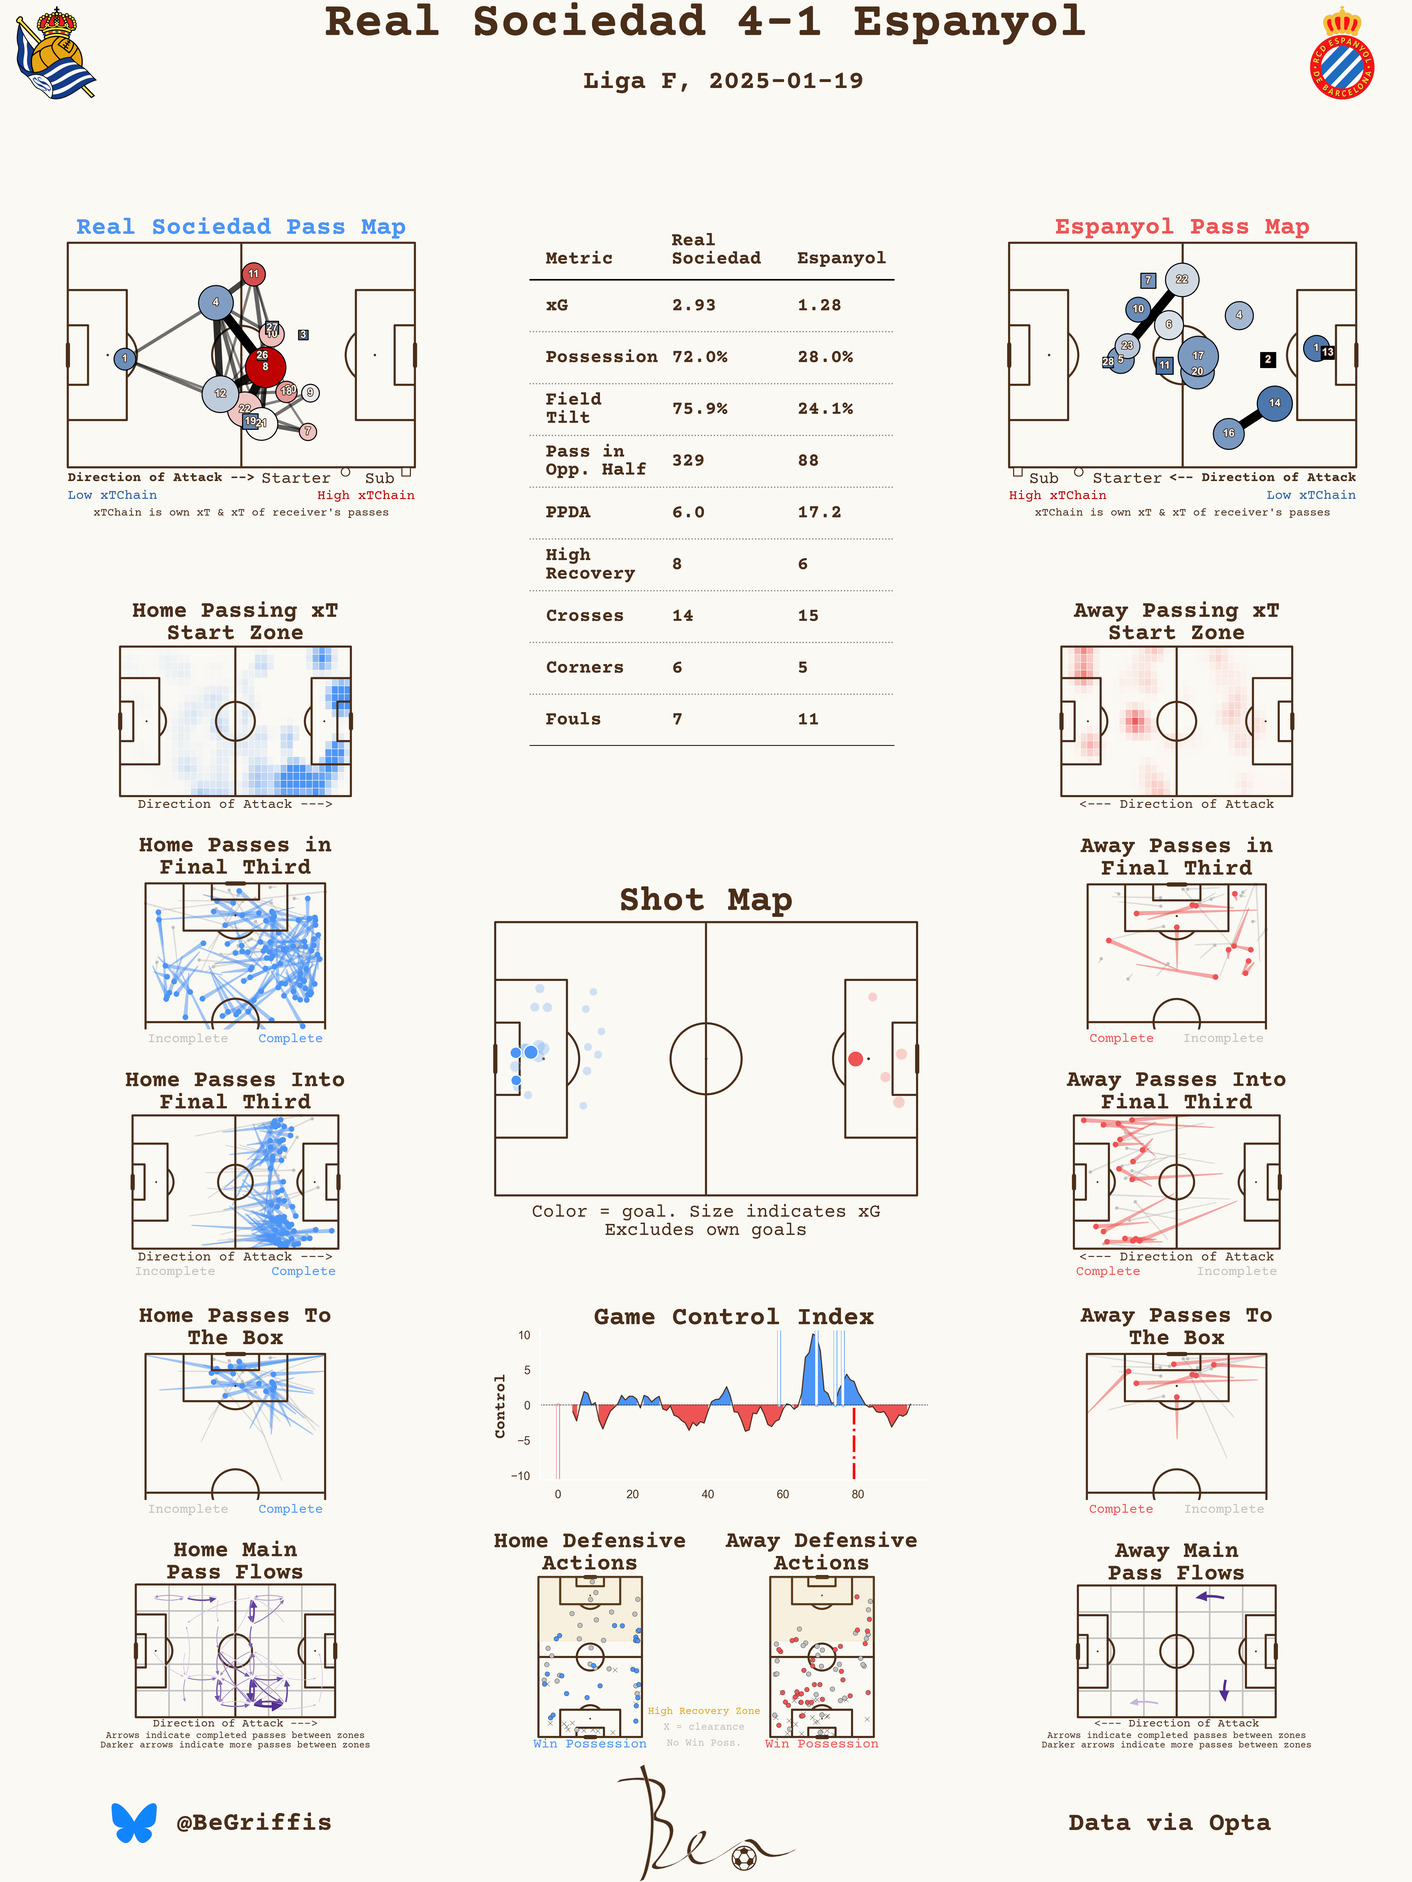 Real Sociedad 4-1 Espanyol
Liga F, 2025-01-19
RCD ESPANYOL
DE BARCELONA
Real Sociedad Pass Map
11
4
27
10
3
1
26
8
12
18
9
22
19
21
7
Direction of Attack --> Starter Sub
Low xTChain High xTChain
xTChain is own xT & xT of receiver's passes
Metric Real Sociedad Espanyol
xG 2.93 1.28
Possession 72.0% 28.0%
Field Tilt 75.9% 24.1%
Pass in Opp. Half 329 88
PPDA 6.0 17.2
High Recovery 8 6
Crosses 14 15
Corners 6 5
Fouls 7 11
Espanyol Pass Map
7
22
10
6
4
23
28
5
11
17
20
2
1
13
14
16
Sub Starter <-- Direction of Attack
High xTChain Low xTChain
xTChain is own xT & xT of receiver's passes
Home Passing xT
Start Zone
Direction of Attack --->
Away Passing xT
Start Zone
<--- Direction of Attack
Home Passes in
Final Third
Incomplete Complete
Away Passes in
Final Third
Complete Incomplete
Shot Map
Color = goal. Size indicates xG
Excludes own goals
Home Passes Into
Final Third
Direction of Attack --->
Incomplete Complete
Away Passes Into
Final Third
<--- Direction of Attack
Complete Incomplete
Home Passes To
The Box
Incomplete Complete
Game Control Index
Control
10
5
0
−5
−10
0 20 40 60 80
Away Passes To
The Box
Complete Incomplete
Home Main
Pass Flows
Direction of Attack --->
Arrows indicate completed passes between zones
Darker arrows indicate more passes between zones
Home Defensive
Actions
Win Possession
Away Defensive
Actions
Win Possession
High Recovery Zone
X = clearance
No Win Poss.
Away Main
Pass Flows
<--- Direction of Attack
Arrows indicate completed passes between zones
Darker arrows indicate more passes between zones
@BeGriffis
Ben
Data via Opta